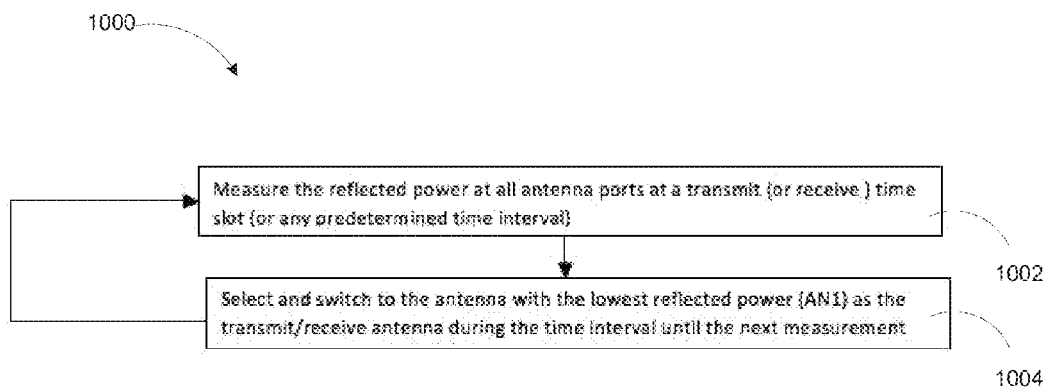 1000
Measure the reflected power at all antenna ports at a transmit (or receive ) time
slot (or any predetermined time interval)
1002
Select and switch to the antenna with the lowest reflected power (AN1) as the
transmit/receive antenna during the time interval until the next measurement
1004